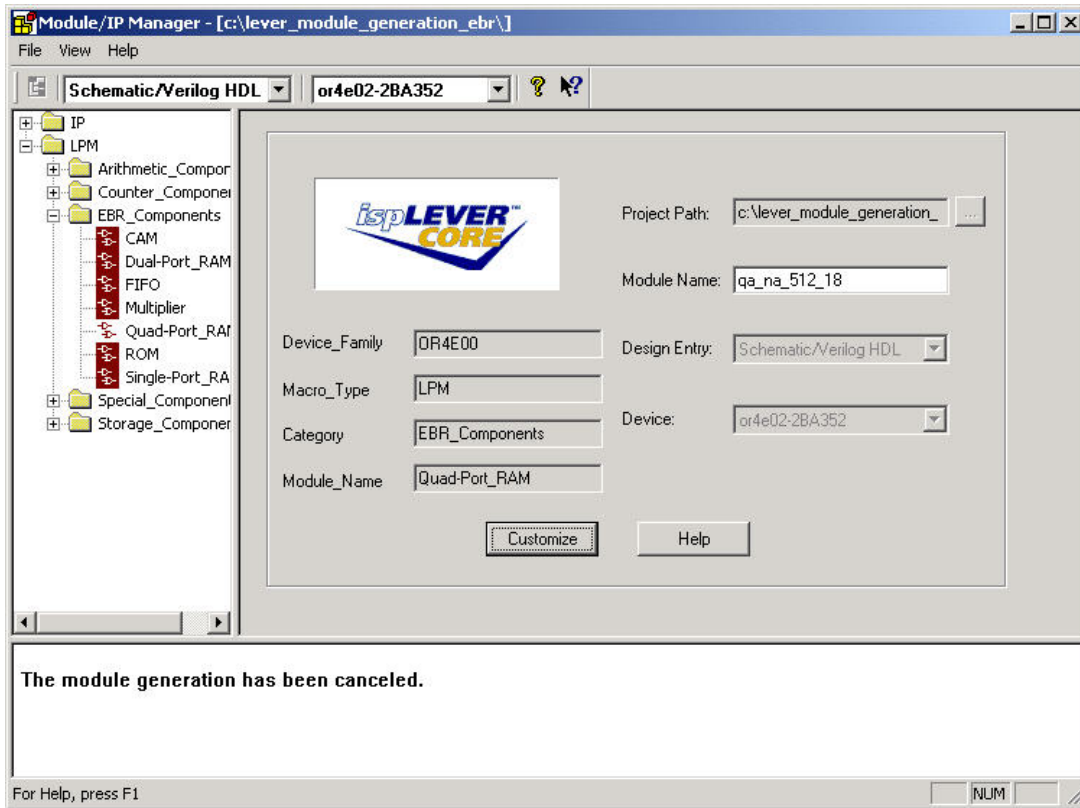 Module/IP Manager - [c:\lever_module_generation_ebr\]
File View Help
Schematic/Verilog HDL
or4e02-2BA352
IP
LPM
Arithmetic_Compor
Counter_Componer
EBR_Components
CAM
Dual-Port_RAM
FIFO
Multiplier
Quad-Port_RAM
ROM
Single-Port_RA
Special_Component
Storage_Componer
ispLEVER™
CORE
Project Path:
c:\lever_module_generation_
...
Module Name:
qa_na_512_18
Device_Family
OR4E00
Design Entry:
Schematic/Verilog HDL
Macro_Type
LPM
Device:
or4e02-2BA352
Category
EBR_Components
Module_Name
Quad-Port_RAM
Customize
Help
The module generation has been canceled.
For Help, press F1
NUM